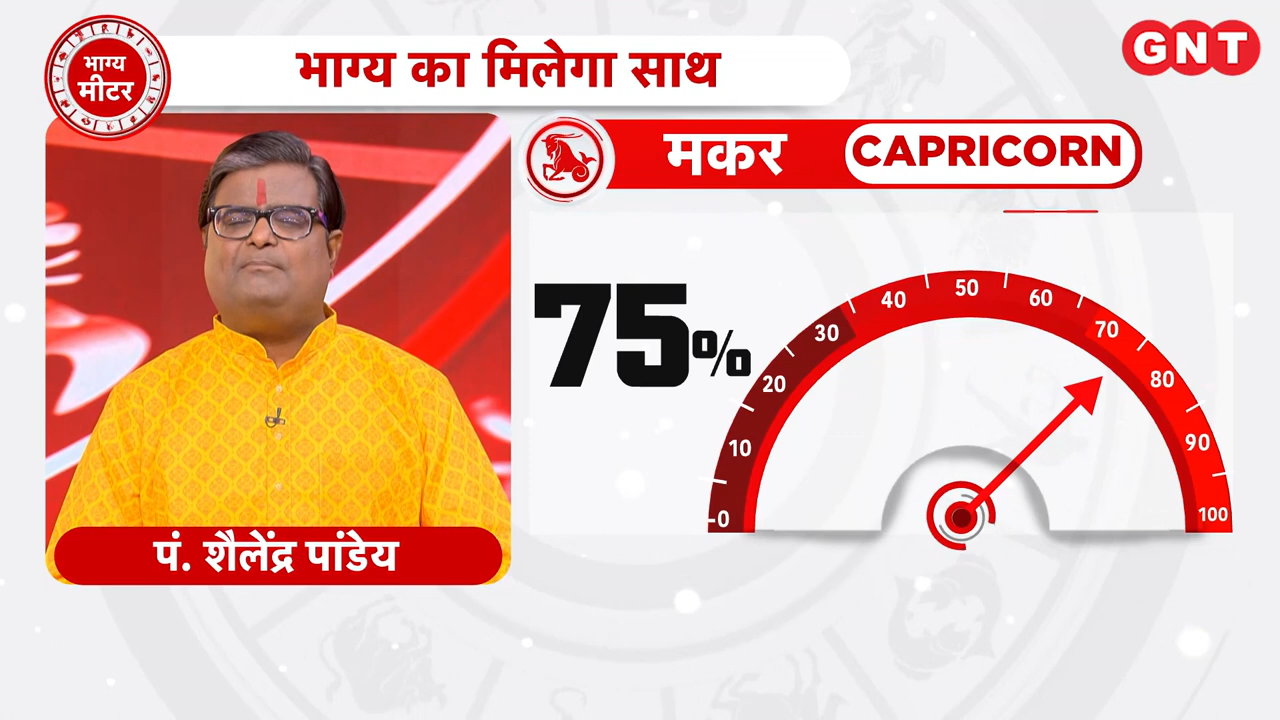 भाग्य
मीटर
भाग्य का मिलेगा साथ
GNT
मकर
CAPRICORN
75%
0
10
20
30
40
50
60
70
80
90
100
पं. शैलेंद्र पांडेय